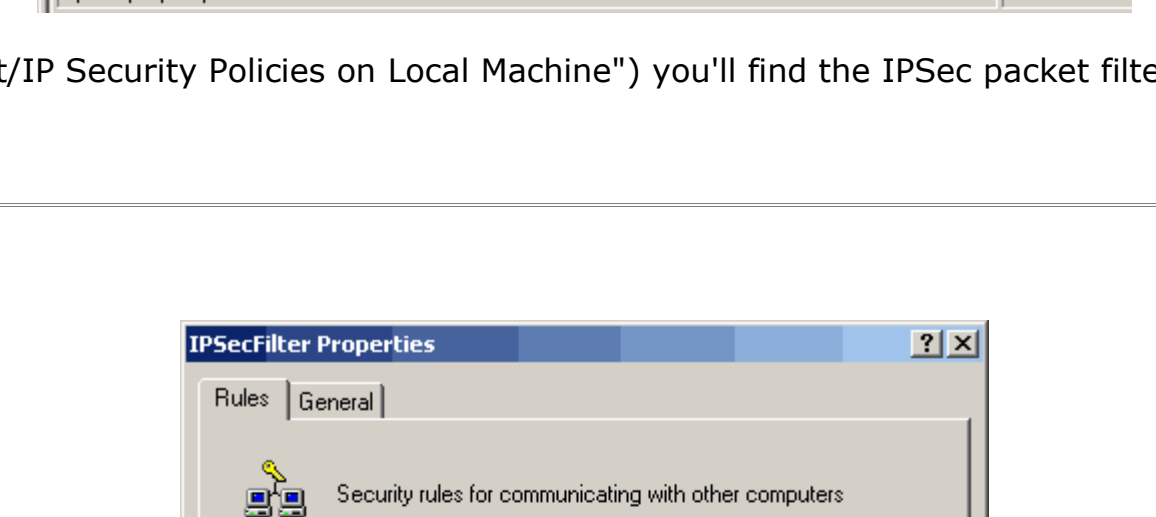 t/IP Security Policies on Local Machine") you'll find the IPSec packet filte
IPSecFilter Properties
Rules General
Security rules for communicating with other computers